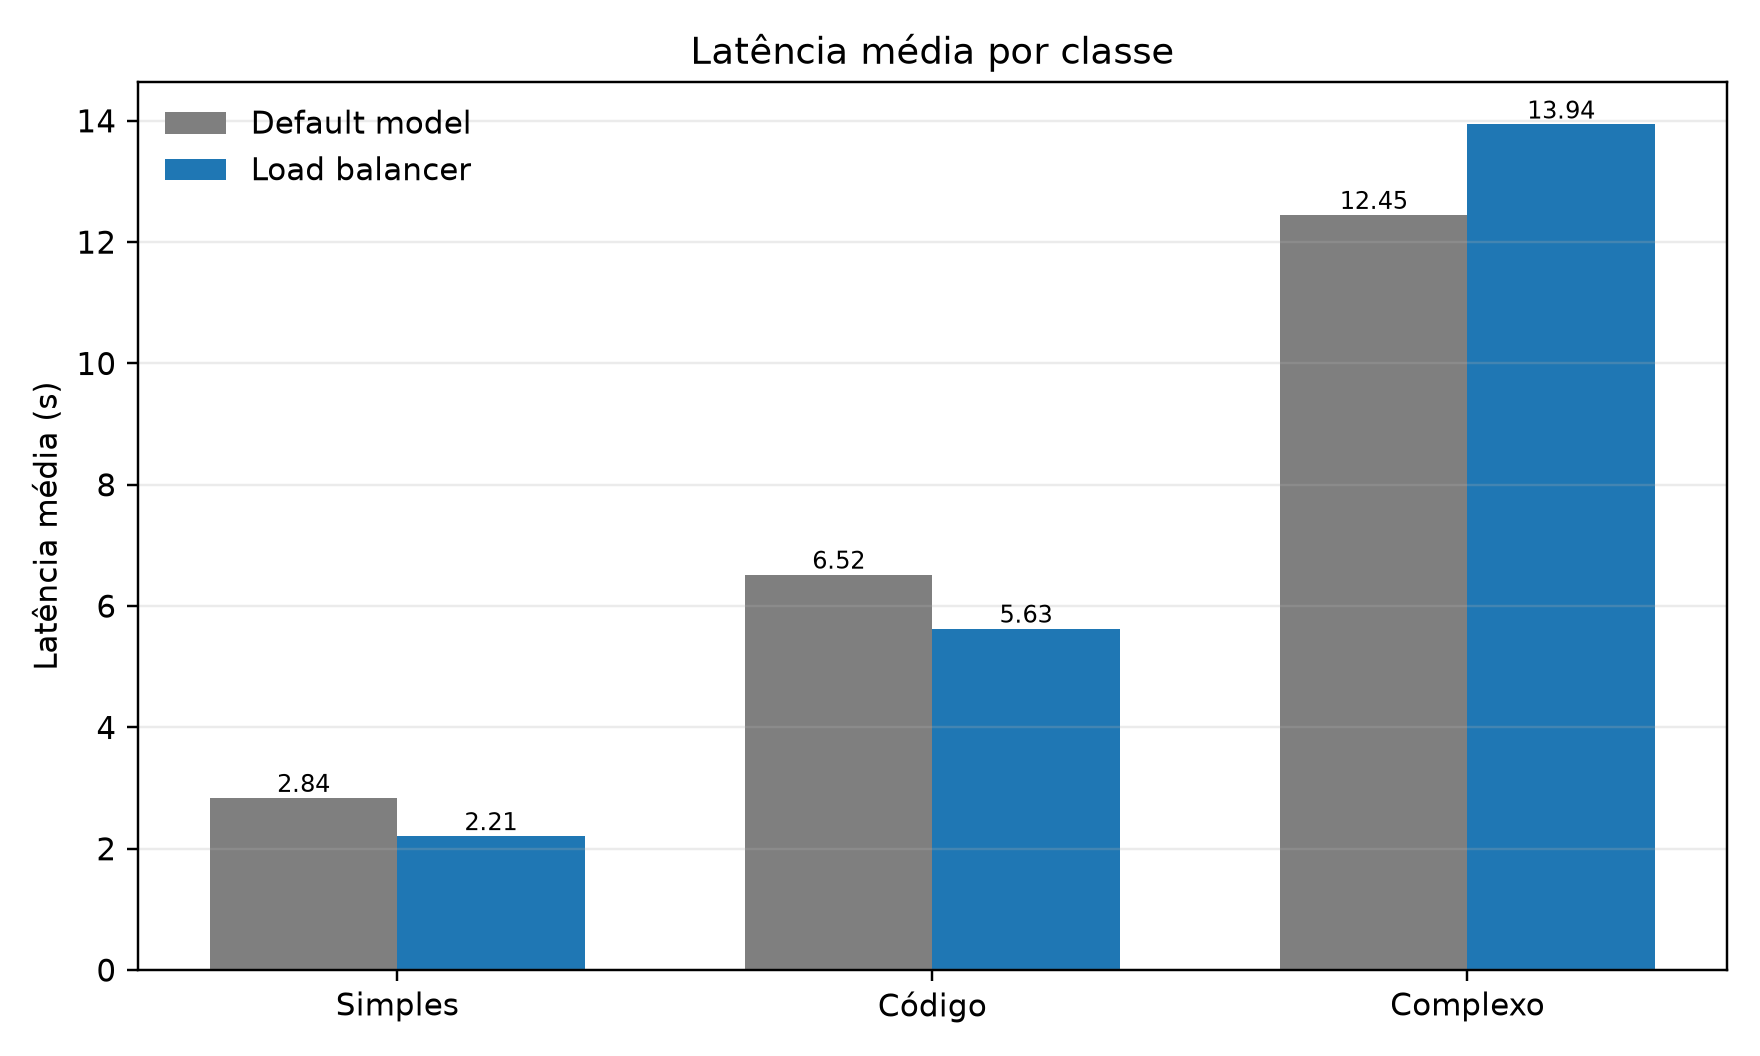 Latência média por classe
Default model
Load balancer
Latência média (s)
14
12
10
8
6
4
2
0
2.84
2.21
6.52
5.63
12.45
13.94
Simples
Código
Complexo